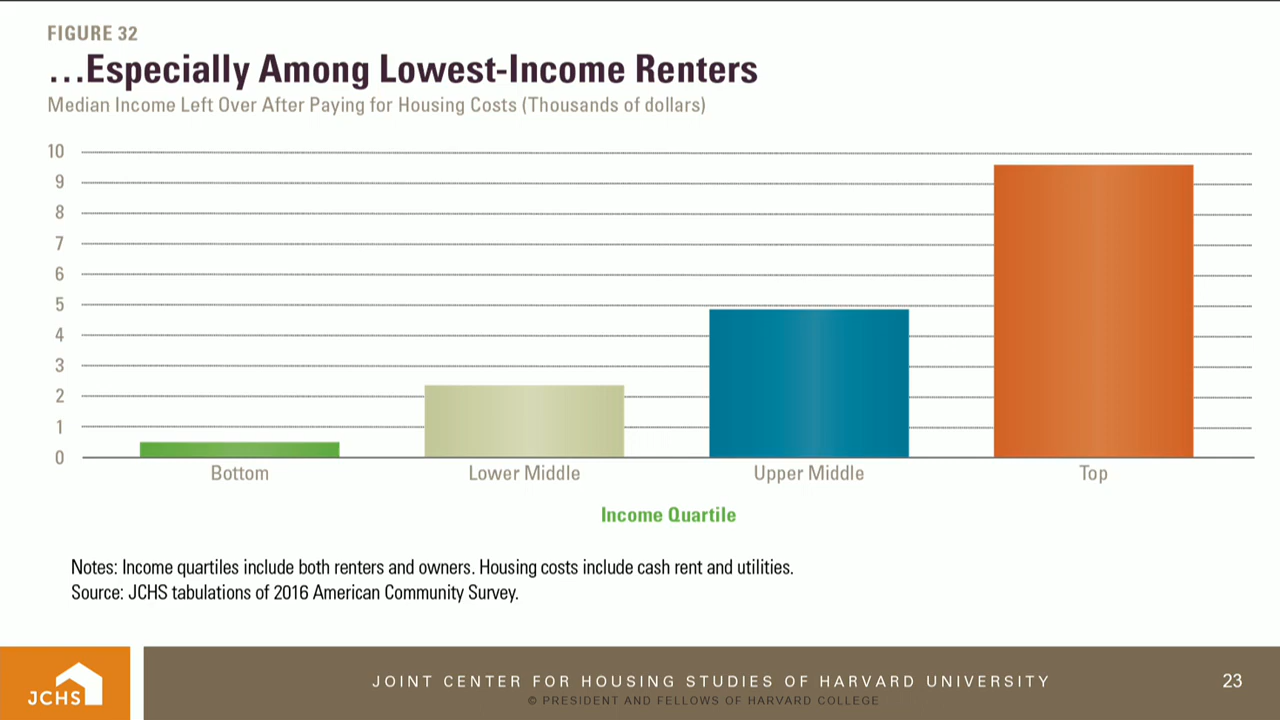 FIGURE 32
…Especially Among Lowest-Income Renters
Median Income Left Over After Paying for Housing Costs (Thousands of dollars)
10
9
8
7
6
5
4
3
2
1
0
Bottom
Lower Middle
Upper Middle
Top
Income Quartile
Notes: Income quartiles include both renters and owners. Housing costs include cash rent and utilities.
Source: JCHS tabulations of 2016 American Community Survey.
JCHS
JOINT CENTER FOR HOUSING STUDIES OF HARVARD UNIVERSITY
© PRESIDENT AND FELLOWS OF HARVARD COLLEGE
23